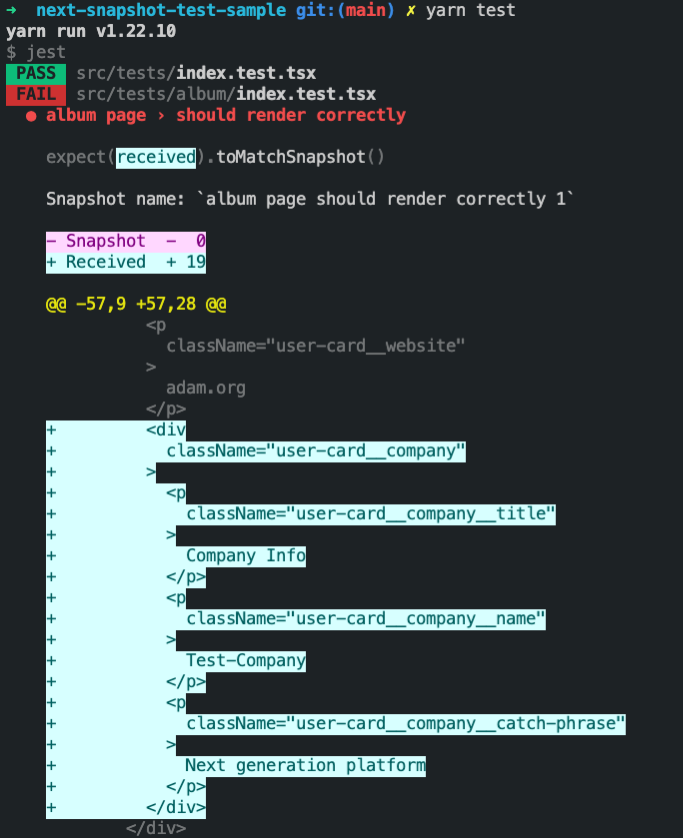 → next-snapshot-test-sample git:(main) ✗ yarn test
yarn run v1.22.10
$ jest
PASS src/tests/index.test.tsx
FAIL src/tests/album/index.test.tsx
● album page › should render correctly
expect(received).toMatchSnapshot()
Snapshot name: `album page should render correctly 1`
- Snapshot - 0
+ Received + 19
@@ -57,9 +57,28 @@
<p
className="user-card__website"
>
adam.org
</p>
+ <div
+ className="user-card__company"
+ >
+ <p
+ className="user-card__company__title"
+ >
+ Company Info
+ </p>
+ <p
+ className="user-card__company__name"
+ >
+ Test-Company
+ </p>
+ <p
+ className="user-card__company__catch-phrase"
+ >
+ Next generation platform
+ </p>
+ </div>
</div>